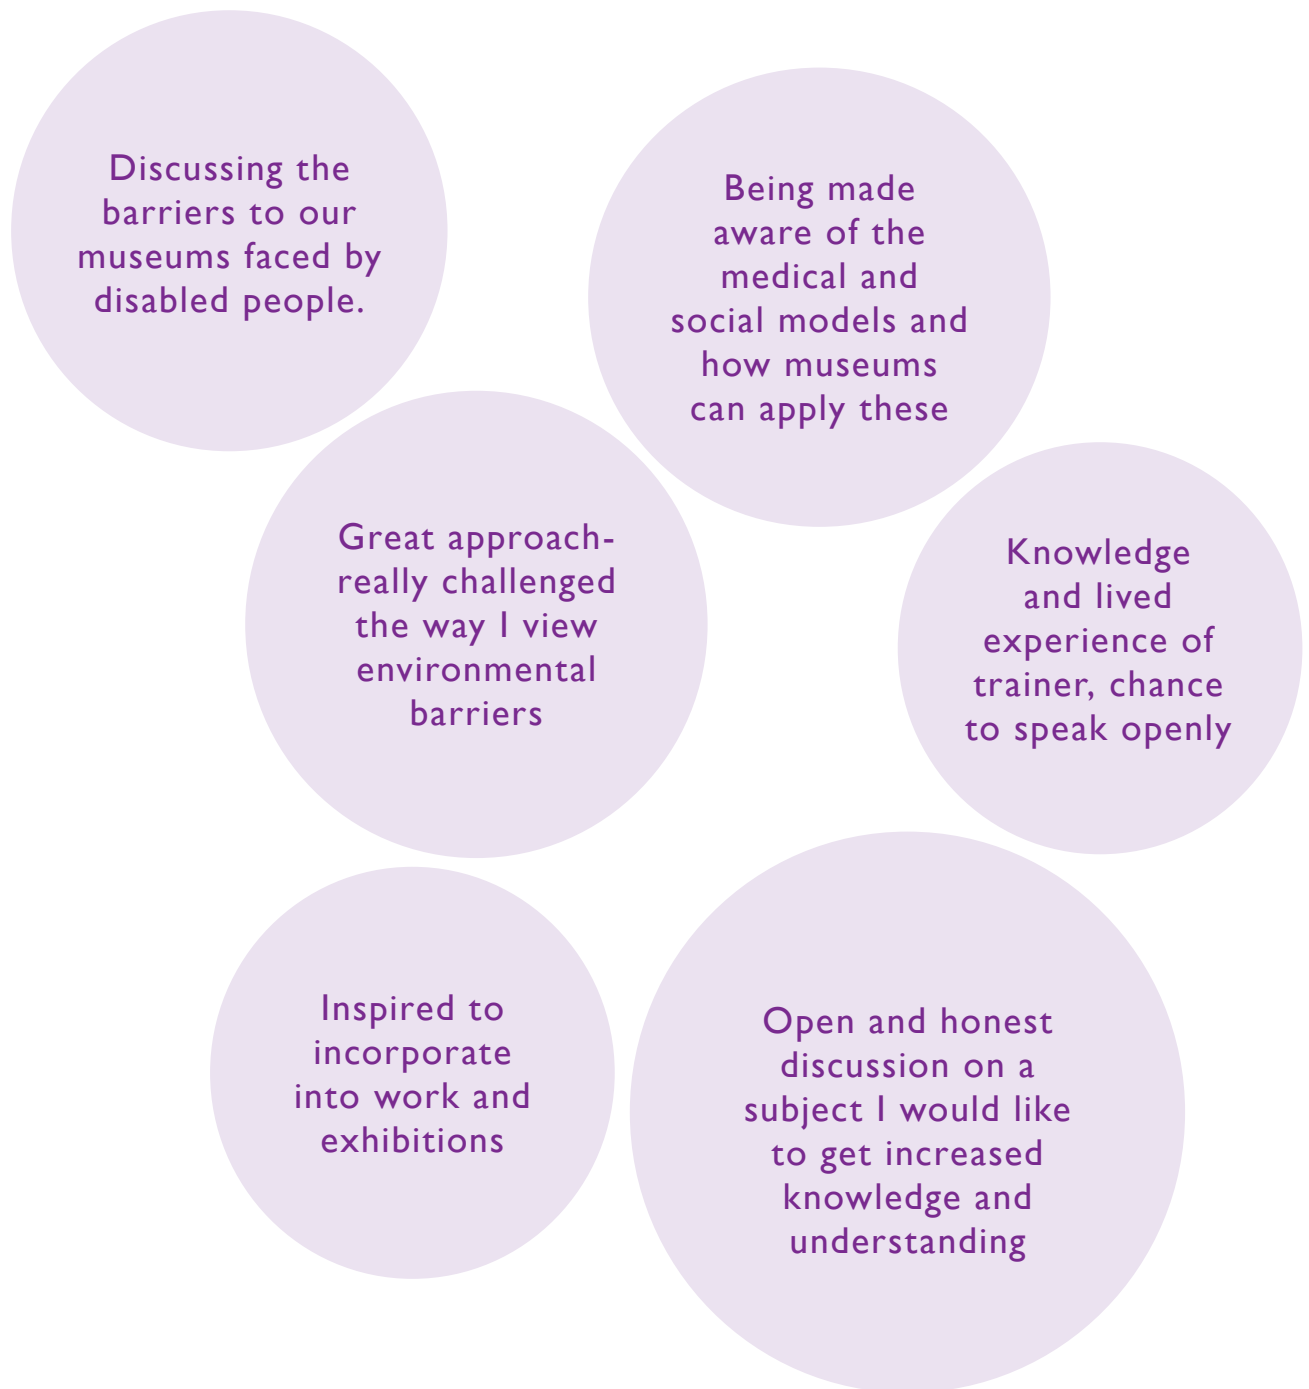 Discussing the
barriers to our
museums faced by
disabled people.
Being made
aware of the
medical and
social models and
how museums
can apply these
Great approach-
really challenged
the way I view
environmental
barriers
Knowledge
and lived
experience of
trainer, chance
to speak openly
Inspired to
incorporate
into work and
exhibitions
Open and honest
discussion on a
subject I would like
to get increased
knowledge and
understanding